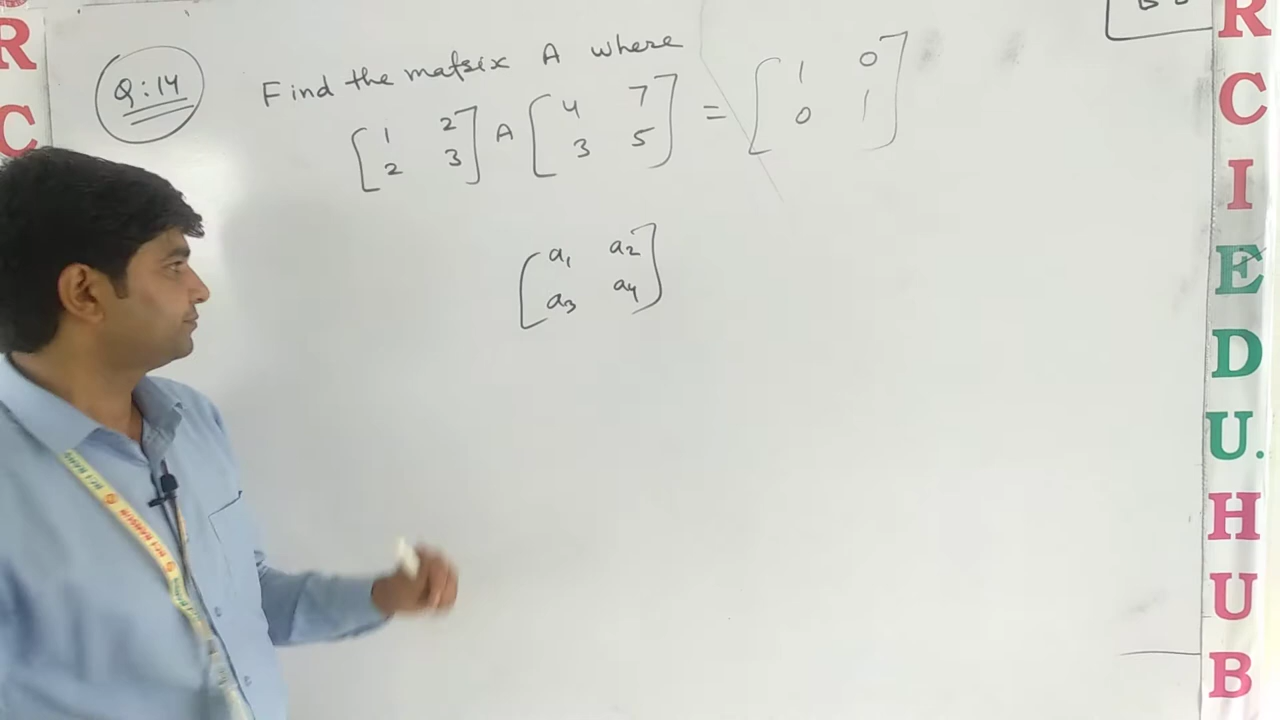 Q:14
Find the matrix A where
[1 2
2 3] A [4 7
3 5] = [1 0
0 1]
[a₁ a₂
a₃ a₄]
R
C
R
C
I
E
D
U.
H
U
B